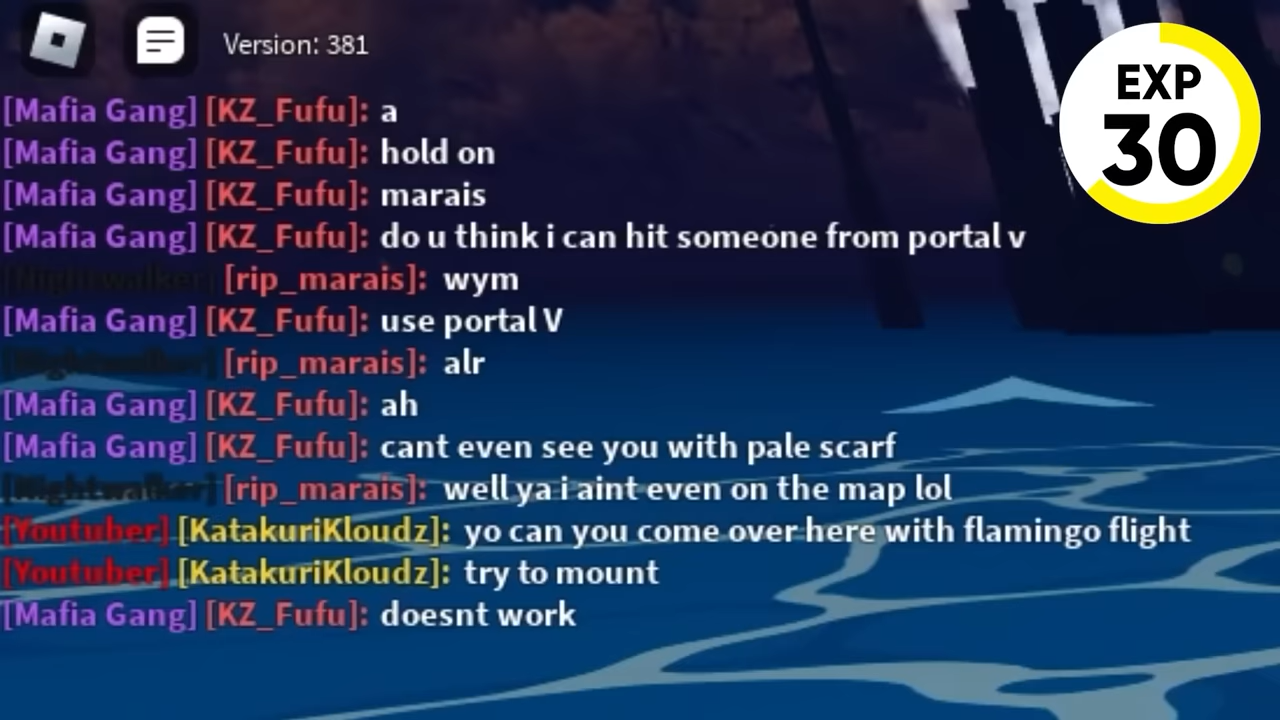 Version: 381
EXP
30
[Mafia Gang] [KZ_Fufu]: a
[Mafia Gang] [KZ_Fufu]: hold on
[Mafia Gang] [KZ_Fufu]: marais
[Mafia Gang] [KZ_Fufu]: do u think i can hit someone from portal v
[Nightwalker] [rip_marais]: wym
[Mafia Gang] [KZ_Fufu]: use portal V
[Nightwalker] [rip_marais]: alr
[Mafia Gang] [KZ_Fufu]: ah
[Mafia Gang] [KZ_Fufu]: cant even see you with pale scarf
[Nightwalker] [rip_marais]: well ya i aint even on the map lol
[Youtuber] [KatakuriKloudz]: yo can you come over here with flamingo flight
[Youtuber] [KatakuriKloudz]: try to mount
[Mafia Gang] [KZ_Fufu]: doesnt work